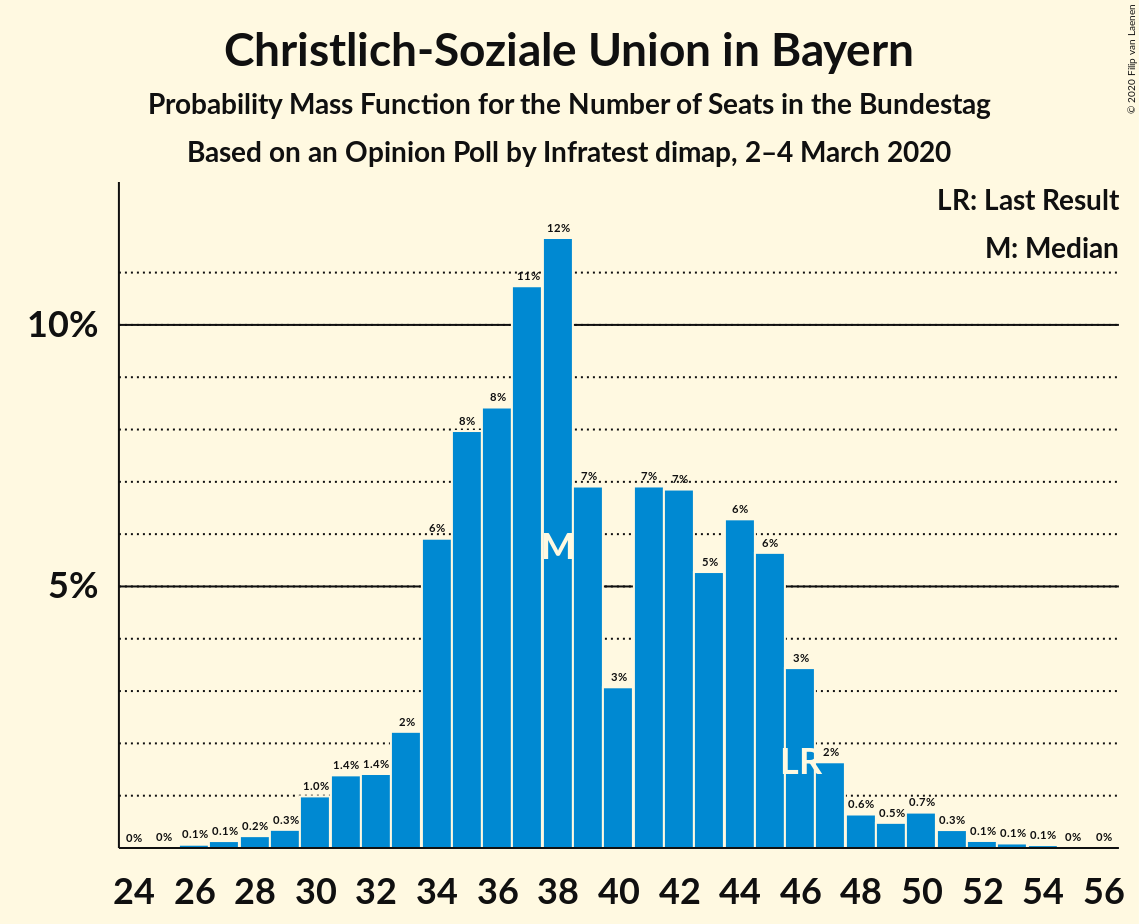 Christlich-Soziale Union in Bayern
Probability Mass Function for the Number of Seats in the Bundestag
Based on an Opinion Poll by Infratest dimap, 2–4 March 2020
© 2020 Filip van Laenen
LR: Last Result
M: Median
10%
5%
0% 0% 0.1% 0.1% 0.2% 0.3% 1.0% 1.4% 1.4% 2% 6% 8% 8% 11% 12% 7% 3% 7% 7% 5% 6% 6% 3% 2% 0.6% 0.5% 0.7% 0.3% 0.1% 0.1% 0.1% 0% 0%
M
LR
24 26 28 30 32 34 36 38 40 42 44 46 48 50 52 54 56